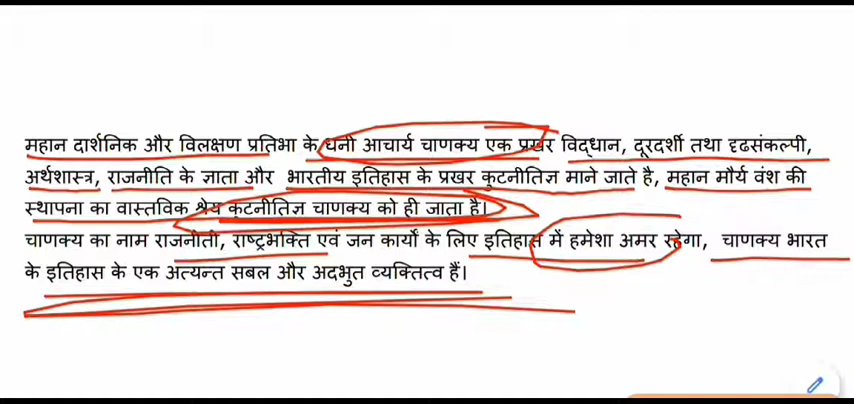 महान दार्शनिक और विलक्षण प्रतिभा के धनी आचार्य चाणक्य एक प्रखर विद्धान, दूरदर्शी तथा दृढसंकल्पी,
अर्थशास्त्र, राजनीति के ज्ञाता और भारतीय इतिहास के प्रखर कुटनीतिज्ञ माने जाते है, महान मौर्य वंश की
स्थापना का वास्तविक श्रेय कुटनीतिज्ञ चाणक्य को ही जाता है।
चाणक्य का नाम राजनीती, राष्ट्रभक्ति एवं जन कार्यों के लिए इतिहास में हमेशा अमर रहेगा, चाणक्य भारत
के इतिहास के एक अत्यन्त सबल और अदभुत व्यक्तित्व हैं।